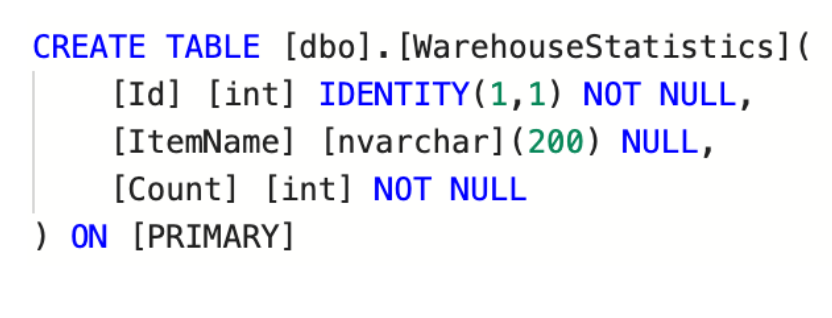 CREATE TABLE [dbo].[WarehouseStatistics](
[Id] [int] IDENTITY(1,1) NOT NULL,
[ItemName] [nvarchar](200) NULL,
[Count] [int] NOT NULL
) ON [PRIMARY]